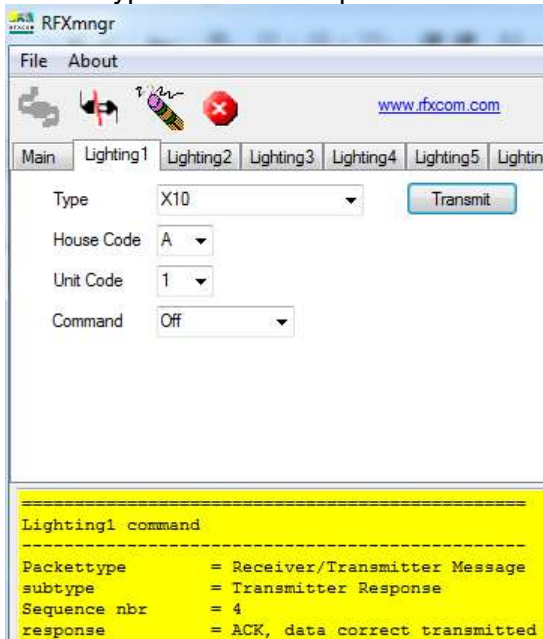 RFXmngr
File About
www.rfxcom.com
Main Lighting1 Lighting2 Lighting3 Lighting4 Lighting5 Lightin
Type X10 Transmit
House Code A
Unit Code 1
Command Off
==================================================
Lighting1 command
--------------------------------------------------
Packettype = Receiver/Transmitter Message
subtype = Transmitter Response
Sequence nbr = 4
response = ACK, data correct transmitted